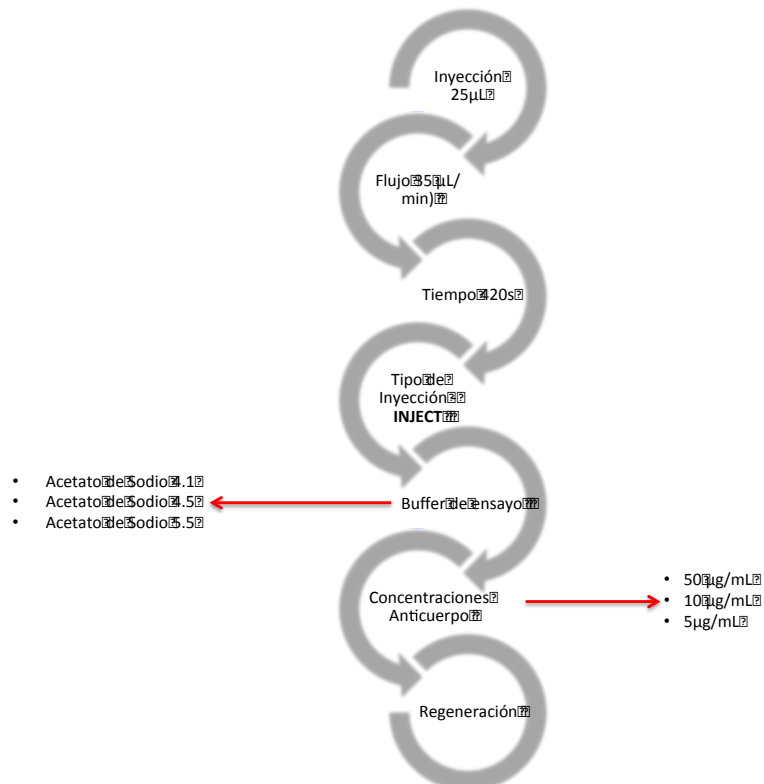 Inyección
25µL
Flujo 35 µL/
min)
Tiempo 420s
Tipo de
Inyección -
INJECT
• Acetato de Sodio 4.1
• Acetato de Sodio 4.5
• Acetato de Sodio 5.5
Buffer de ensayo
Concentraciones
Anticuerpo
• 50 µg/mL
• 10 µg/mL
• 5µg/mL
Regeneración